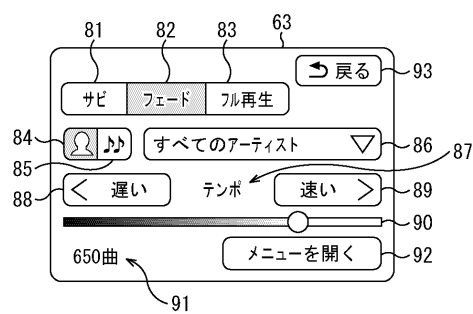 81 82 83 63
戻る 93
サビ フェード フル再生
84 すべてのアーティスト 86
85 87
88 遅い テンポ 速い 89
90
650曲 メニューを開く 92
91